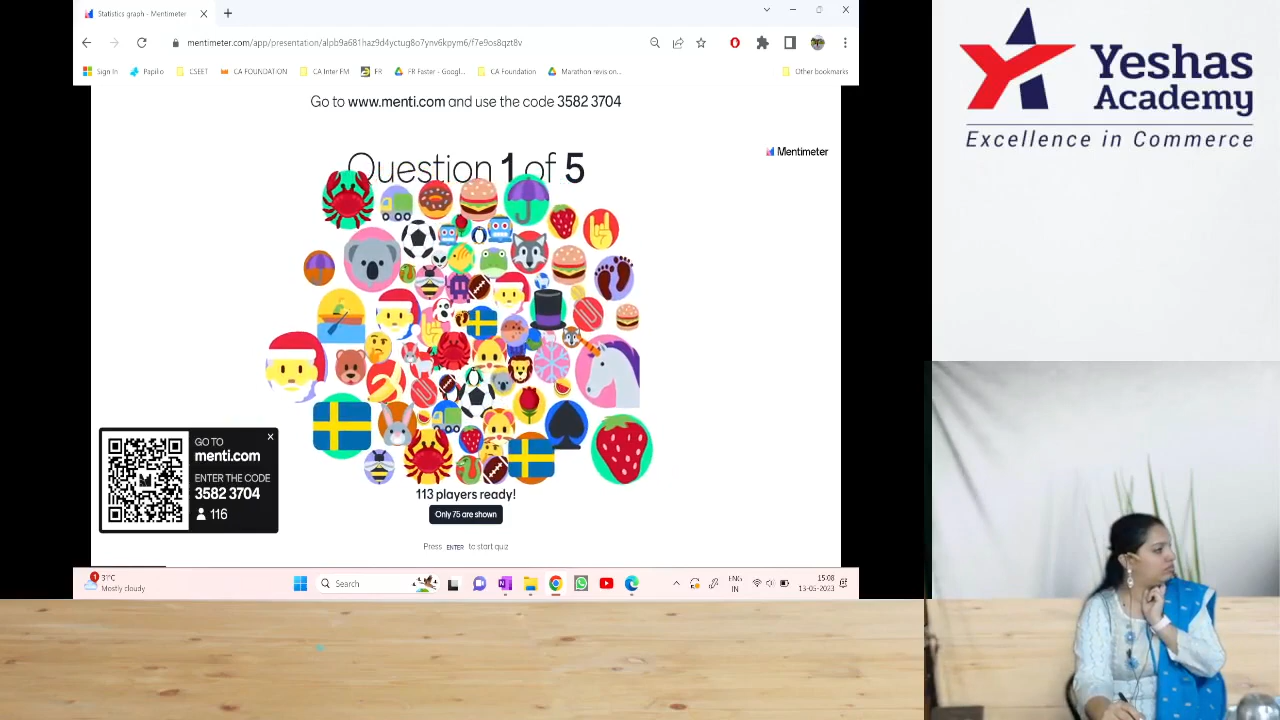 Statistics graph - Mentimeter
mentimeter.com/app/presentation/alpb9a681haz9d4yctug8o7ynv6kpym6/f7e9os8qzt8v
Sign In
Papilio
CSEET
CA FOUNDATION
CA Inter FM
FR
FR Faster - Googl...
CA Foundation
Marathon revis on...
Other bookmarks
Go to www.menti.com and use the code 3582 3704
Mentimeter
Question 1 of 5
GO TO
menti.com
ENTER THE CODE
3582 3704
116
113 players ready!
Only 75 are shown
Press ENTER to start quiz
1
31°C
Mostly cloudy
Search
ENG
IN
15:08
13-05-2023
Yeshas
Academy
Excellence in Commerce